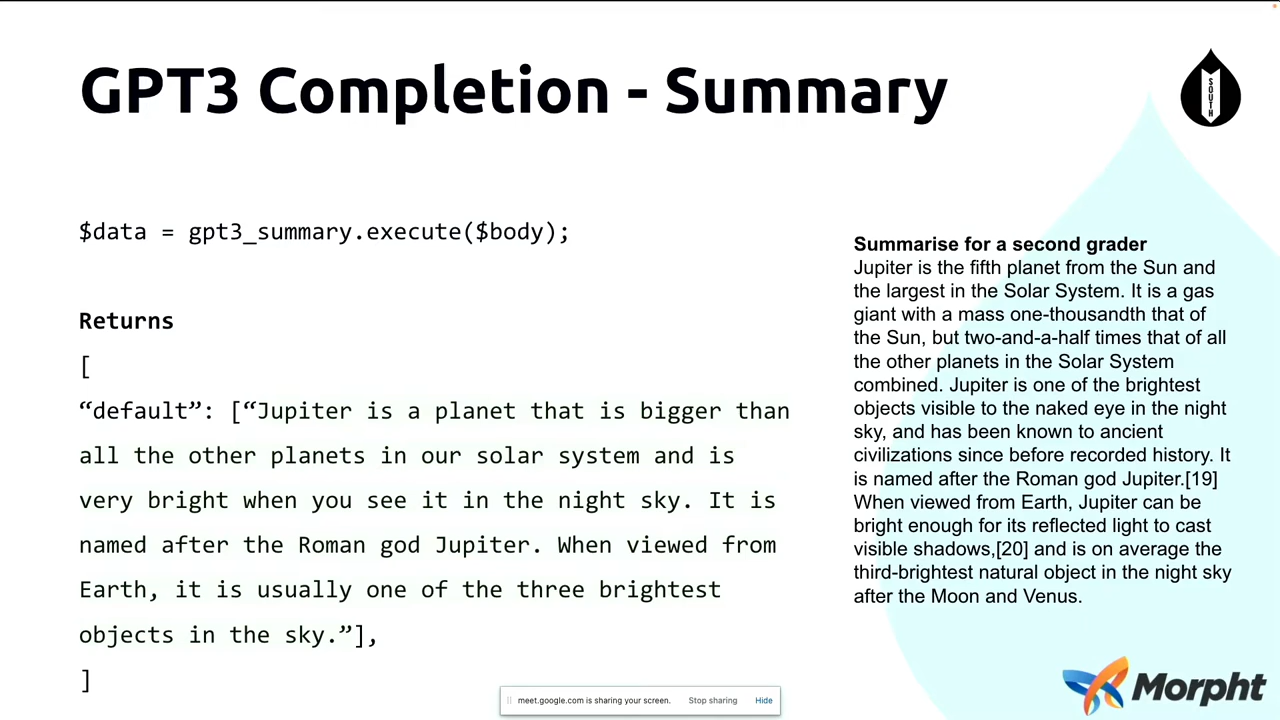 GPT3 Completion - Summary
SOUTH
$data = gpt3_summary.execute($body);
Returns
[
“default”: [“Jupiter is a planet that is bigger than
all the other planets in our solar system and is
very bright when you see it in the night sky. It is
named after the Roman god Jupiter. When viewed from
Earth, it is usually one of the three brightest
objects in the sky.”],
]
Summarise for a second grader
Jupiter is the fifth planet from the Sun and
the largest in the Solar System. It is a gas
giant with a mass one-thousandth that of
the Sun, but two-and-a-half times that of all
the other planets in the Solar System
combined. Jupiter is one of the brightest
objects visible to the naked eye in the night
sky, and has been known to ancient
civilizations since before recorded history. It
is named after the Roman god Jupiter.[19]
When viewed from Earth, Jupiter can be
bright enough for its reflected light to cast
visible shadows,[20] and is on average the
third-brightest natural object in the night sky
after the Moon and Venus.
Morpht
meet.google.com is sharing your screen. Stop sharing Hide